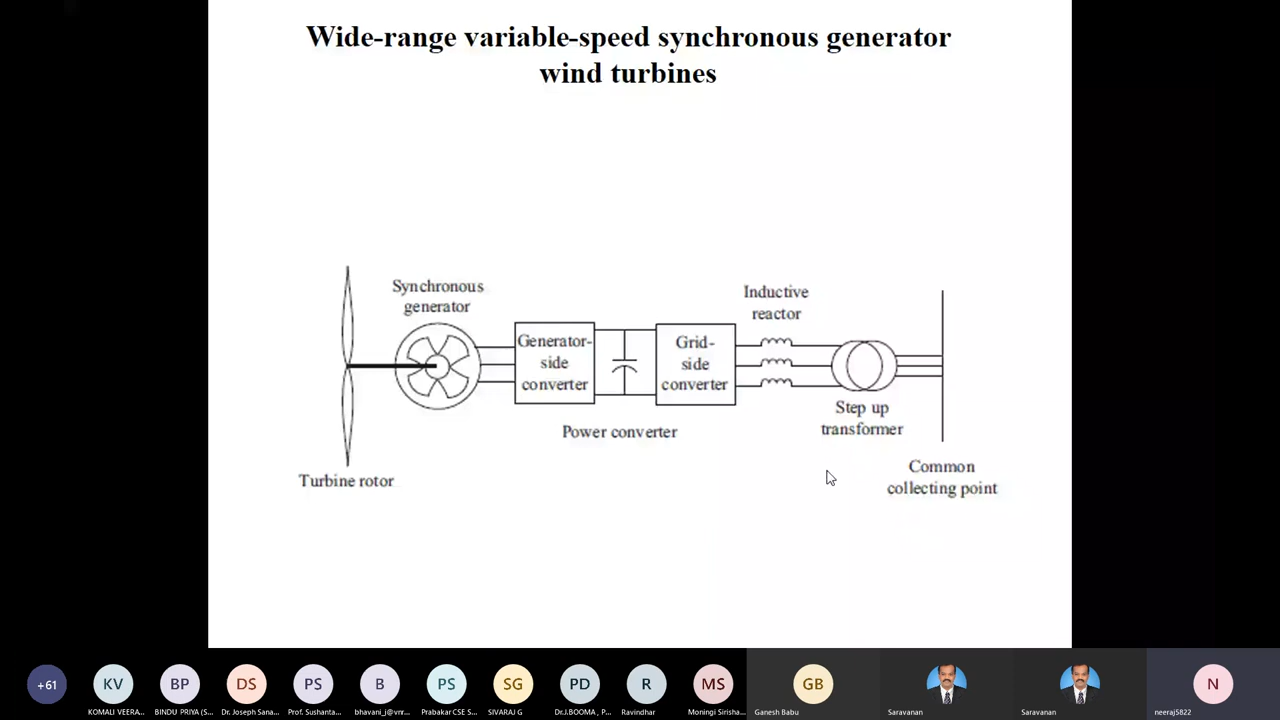 Wide-range variable-speed synchronous generator
wind turbines
Synchronous
generator
Inductive
reactor
Generator-
side
converter
Grid-
side
converter
Power converter
Step up
transformer
Turbine rotor
Common
collecting point
+61
KV
BP
DS
PS
B
PS
SG
PD
R
MS
GB
N
KOMALI VEERA...
BINDU PRIYA (S...
Dr. Joseph Sana...
Prof. Sushanta...
bhavani_j@vnr...
Prabakar CSE S...
SIVARAJ G
Dr.J.BOOMA , P...
Ravindhar
Moningi Sirisha...
Ganesh Babu
Saravanan
Saravanan
neeraj5822